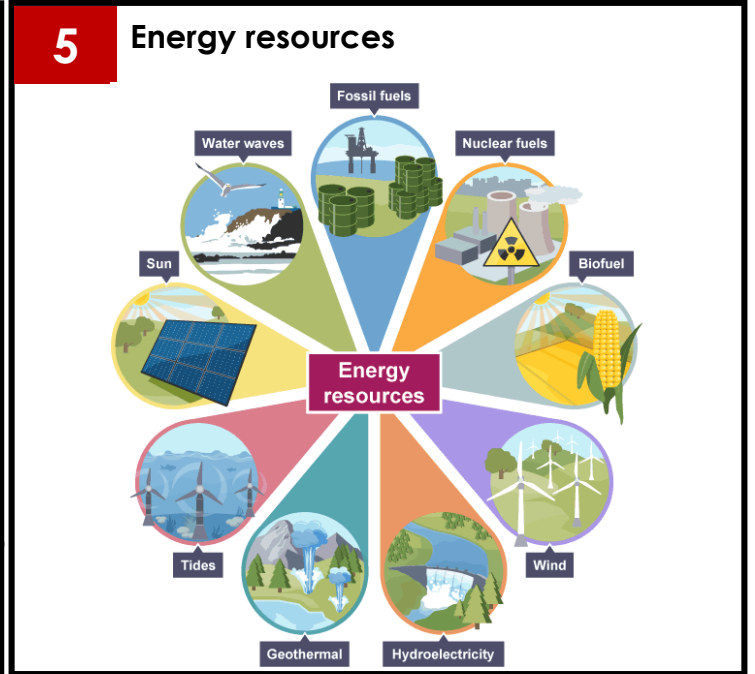 5
Energy resources
Fossil fuels
Water waves
Nuclear fuels
Sun
Biofuel
Energy
resources
Tides
Wind
Geothermal
Hydroelectricity